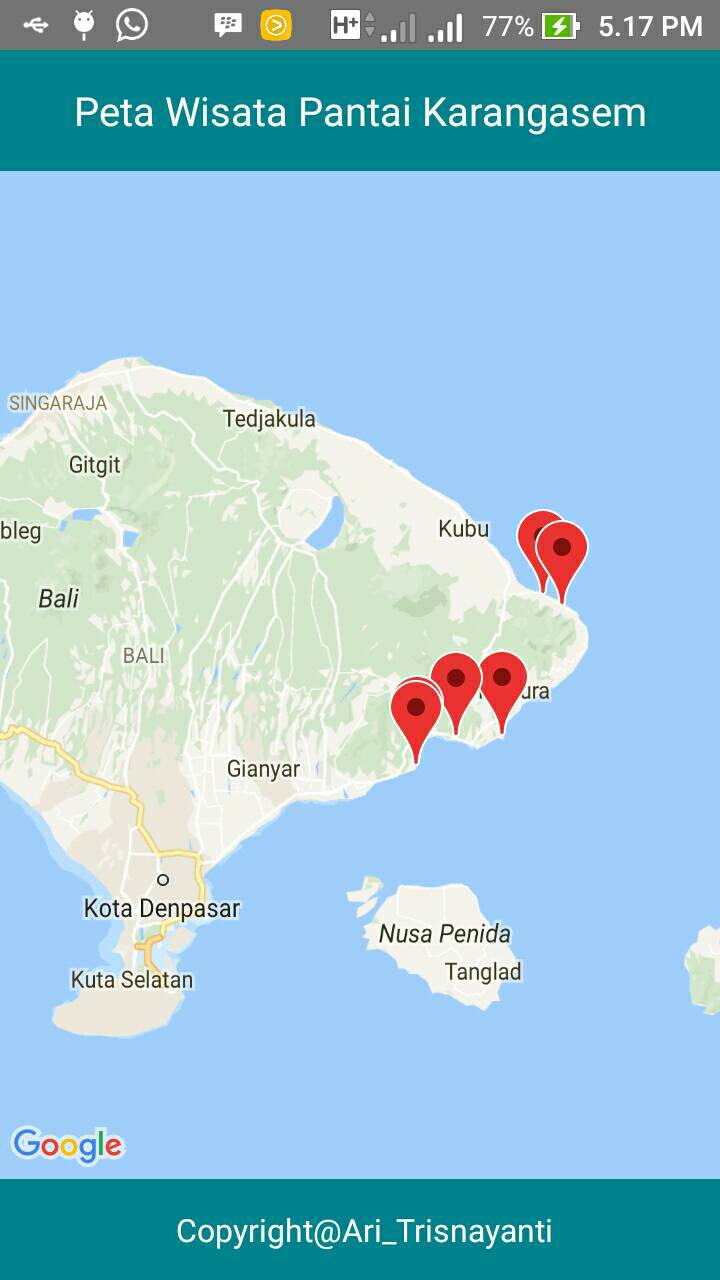 H+ 77% 5.17 PM
Peta Wisata Pantai Karangasem
SINGARAJA
Tedjakula
Gitgit
Kubu
bleg
Bali
BALI
ura
Gianyar
Kota Denpasar
Nusa Penida
Tanglad
Kuta Selatan
Google
Copyright@Ari_Trisnayanti